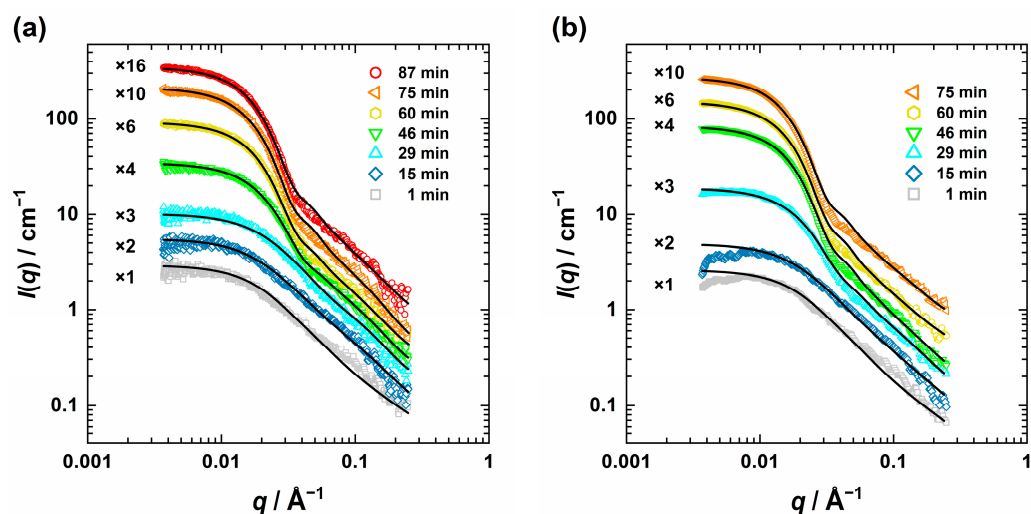 (a)
I(q) / cm⁻¹
100
10
1
0.1
×16
×10
×6
×4
×3
×2
×1
87 min
75 min
60 min
46 min
29 min
15 min
1 min
0.001 0.01 0.1 1
q / Å⁻¹
(b)
I(q) / cm⁻¹
100
10
1
0.1
×10
×6
×4
×3
×2
×1
75 min
60 min
46 min
29 min
15 min
1 min
0.001 0.01 0.1 1
q / Å⁻¹